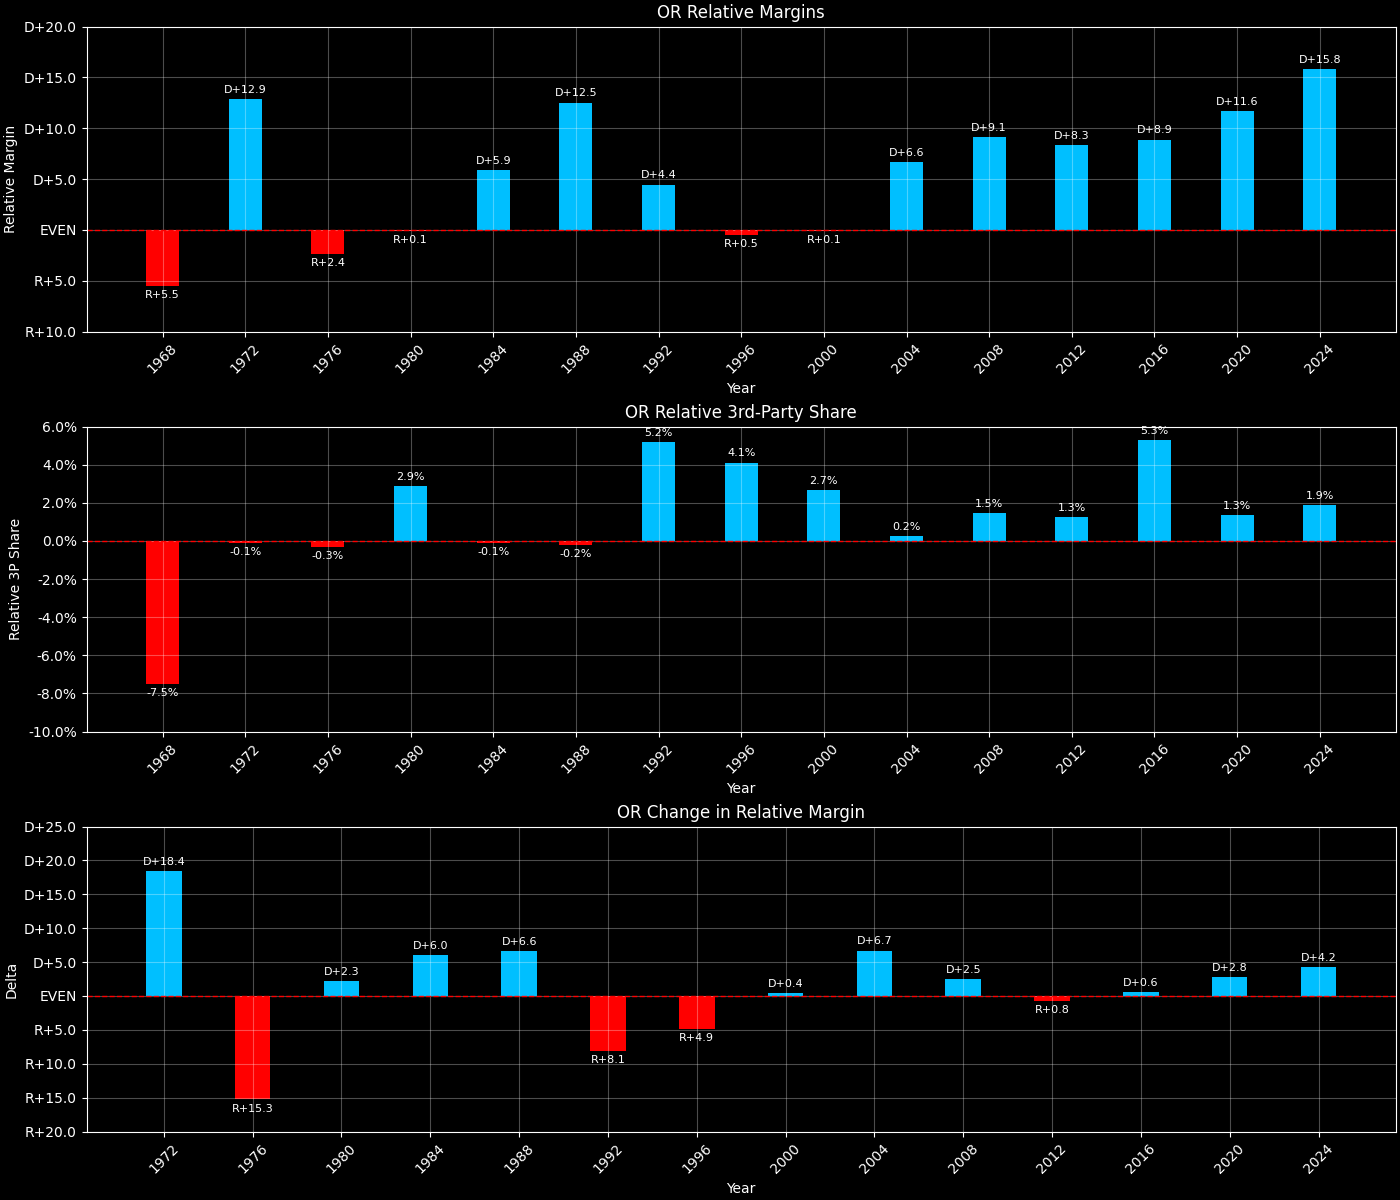 OR Relative Margins
Relative Margin
D+20.0
D+15.0
D+10.0
D+5.0
EVEN
R+5.0
R+10.0
R+5.5
D+12.9
R+2.4
R+0.1
D+5.9
D+12.5
D+4.4
R+0.5
R+0.1
D+6.6
D+9.1
D+8.3
D+8.9
D+11.6
D+15.8
1968
1972
1976
1980
1984
1988
1992
1996
2000
2004
2008
2012
2016
2020
2024
Year
OR Relative 3rd-Party Share
Relative 3P Share
6.0%
4.0%
2.0%
0.0%
-2.0%
-4.0%
-6.0%
-8.0%
-10.0%
-7.5%
-0.1%
-0.3%
2.9%
-0.1%
-0.2%
5.2%
4.1%
2.7%
0.2%
1.5%
1.3%
5.3%
1.3%
1.9%
1968
1972
1976
1980
1984
1988
1992
1996
2000
2004
2008
2012
2016
2020
2024
Year
OR Change in Relative Margin
Delta
D+25.0
D+20.0
D+15.0
D+10.0
D+5.0
EVEN
R+5.0
R+10.0
R+15.0
R+20.0
D+18.4
R+15.3
D+2.3
D+6.0
D+6.6
R+8.1
R+4.9
D+0.4
D+6.7
D+2.5
R+0.8
D+0.6
D+2.8
D+4.2
1972
1976
1980
1984
1988
1992
1996
2000
2004
2008
2012
2016
2020
2024
Year